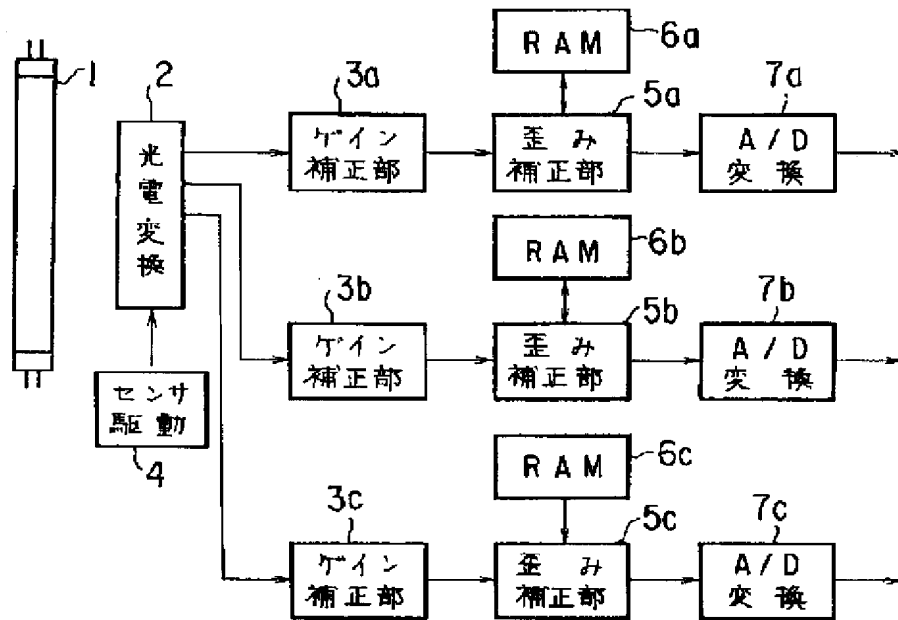 1
2
光電変換
センサ
駆動
4
3a
ゲイン
補正部
RAM
6a
歪み
補正部
5a
A/D
変換
7a
3b
ゲイン
補正部
RAM
6b
歪み
補正部
5b
A/D
変換
7b
3c
ゲイン
補正部
RAM
6c
歪み
補正部
5c
A/D
変換
7c